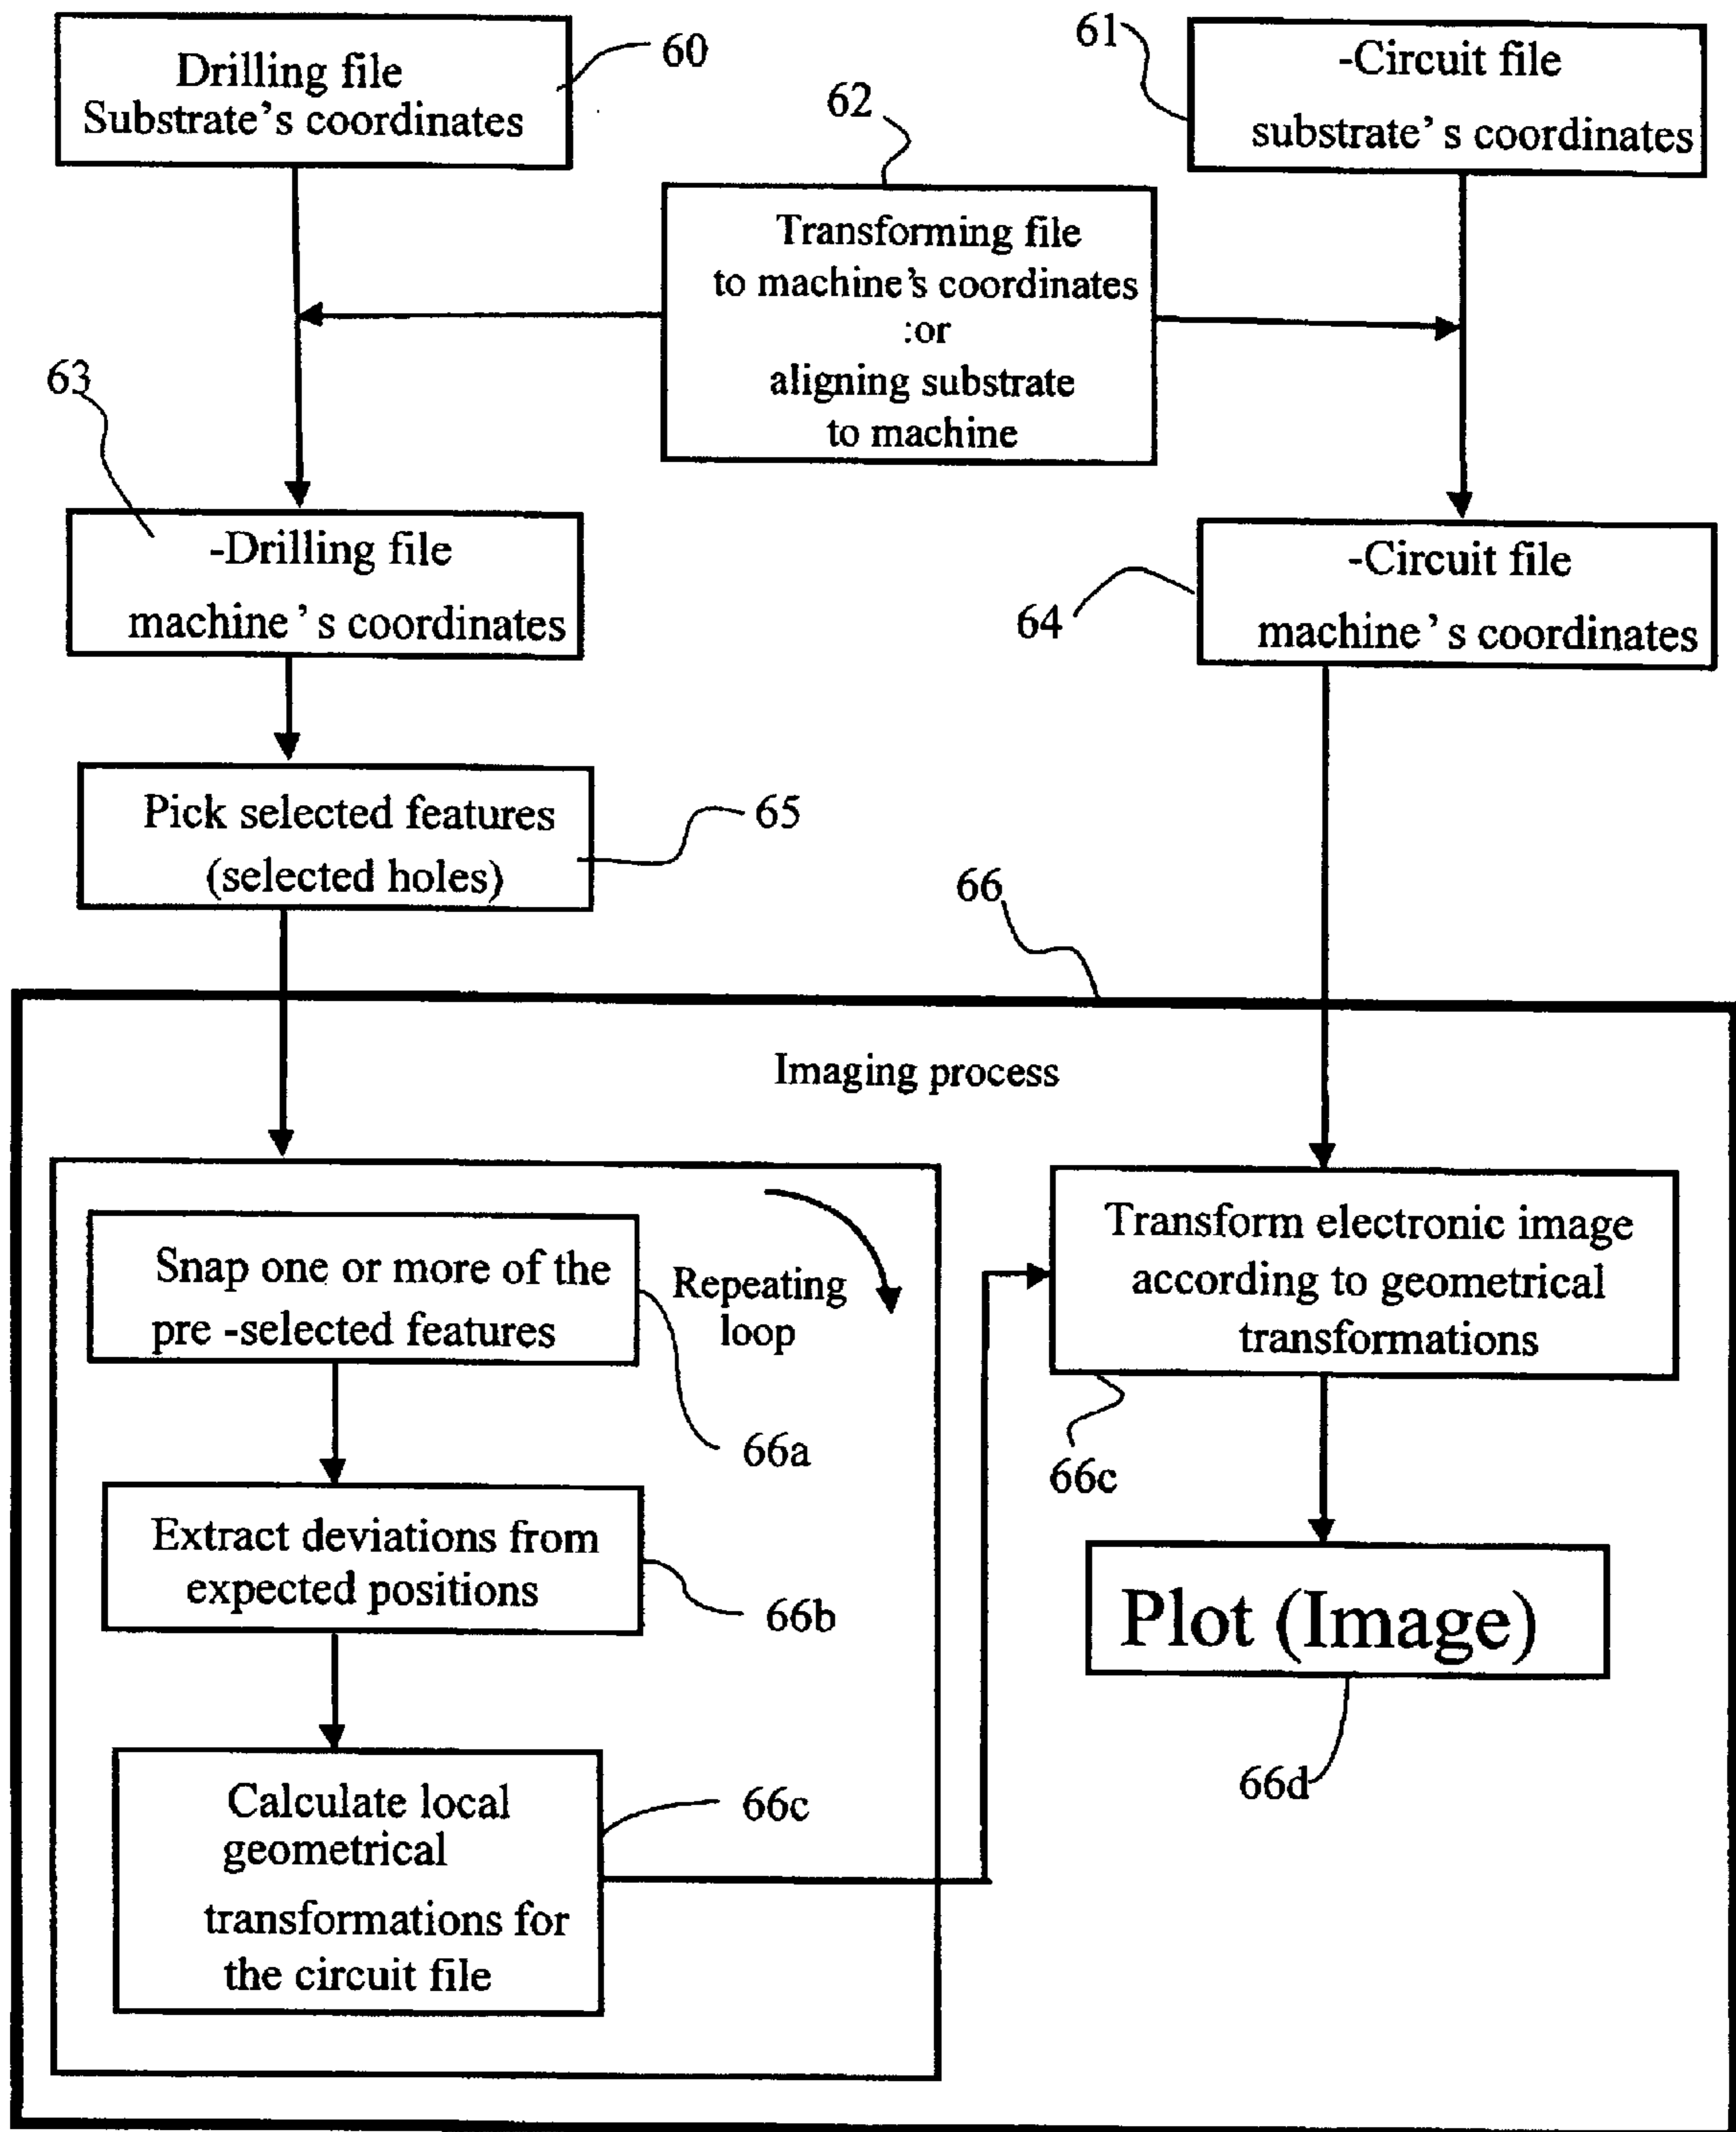 60
Drilling file
Substrate's coordinates
61
-Circuit file
substrate's coordinates
62
Transforming file
to machine's coordinates
:or
aligning substrate
to machine
63
-Drilling file
machine's coordinates
64
-Circuit file
machine's coordinates
Pick selected features
(selected holes)
65
66
Imaging process
Snap one or more of the
pre -selected features
Repeating
loop
66a
Extract deviations from
expected positions
66b
Calculate local
geometrical
transformations for
the circuit file
66c
Transform electronic image
according to geometrical
transformations
66c
Plot (Image)
66d